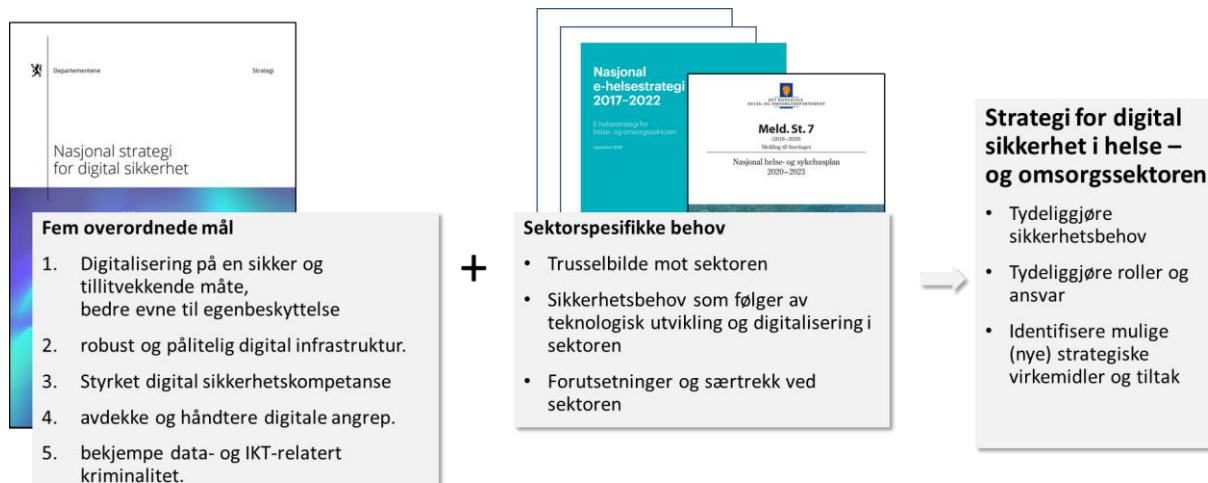 Departementene
Strategi
Nasjonal strategi
for digital sikkerhet
Fem overordnede mål
1. Digitalisering på en sikker og
tillitvekkende måte,
bedre evne til egenbeskyttelse
2. robust og pålitelig digital infrastruktur.
3. Styrket digital sikkerhetskompetanse
4. avdekke og håndtere digitale angrep.
5. bekjempe data- og IKT-relatert
kriminalitet.
+
Nasjonal
e-helsestrategi
2017–2022
E-helsestrategi for
helse- og omsorgssektoren
DET KONGELIGE
HELSE- OG OMSORGSDEPARTEMENT
Meld. St. 7
(2019–2020)
Melding til Stortinget
Nasjonal helse- og sykehusplan
2020–2023
Sektorspesifikke behov
• Trusselbilde mot sektoren
• Sikkerhetsbehov som følger av
teknologisk utvikling og digitalisering i
sektoren
• Forutsetninger og særtrekk ved
sektoren
Strategi for digital
sikkerhet i helse –
og omsorgssektoren
• Tydeliggjøre
sikkerhetsbehov
• Tydeliggjøre roller og
ansvar
• Identifisere mulige
(nye) strategiske
virkemidler og tiltak